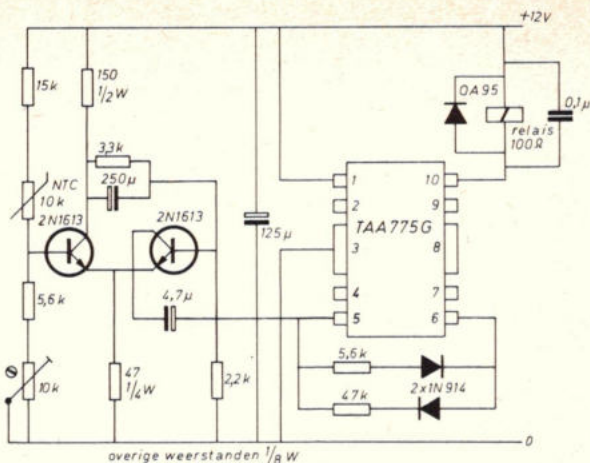 +12V
15k
150
1/2 W
OA95
0,1µ
relais
100Ω
3,3k
250µ
NTC
10k
2N1613
2N1613
125µ
1
2
3
4
5
TAA775G
10
9
8
7
6
4,7µ
5,6k
5,6k
47k
2x1N914
10k
47
1/4 W
2,2k
0
overige weerstanden 1/8 W